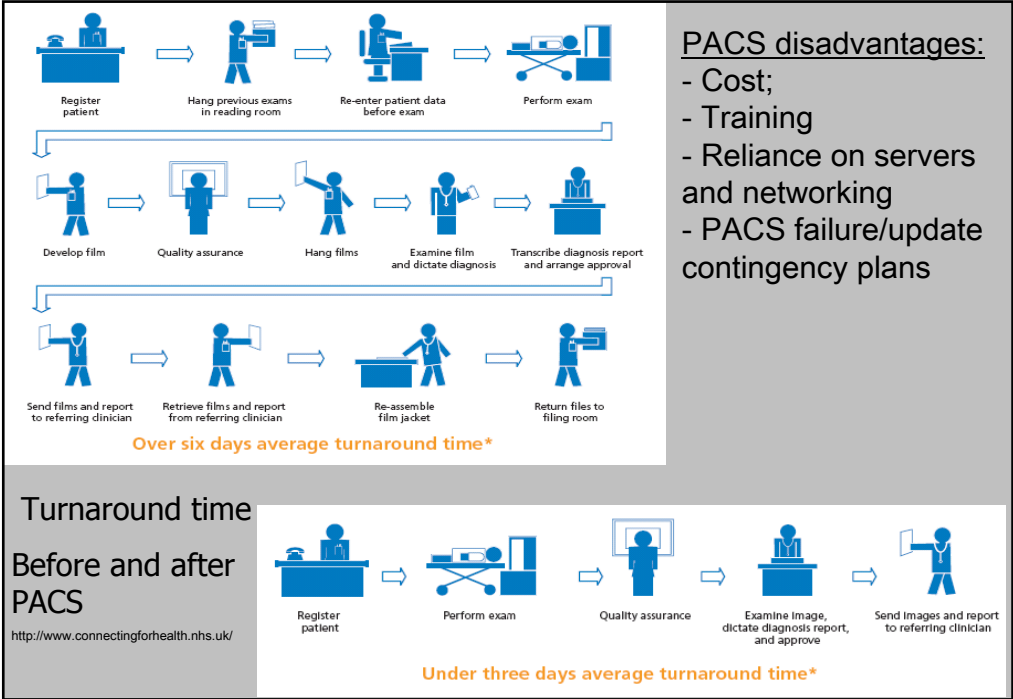 Register
patient
Hang previous exams
in reading room
Re-enter patient data
before exam
Perform exam
Develop film
Quality assurance
Hang films
Examine film
and dictate diagnosis
Transcribe diagnosis report
and arrange approval
Send films and report
to referring clinician
Retrieve films and report
from referring clinician
Re-assemble
film jacket
Return files to
filing room
Over six days average turnaround time*
PACS disadvantages:
- Cost;
- Training
- Reliance on servers
and networking
- PACS failure/update
contingency plans
Turnaround time
Before and after
PACS
http://www.connectingforhealth.nhs.uk/
Register
patient
Perform exam
Quality assurance
Examine image,
dictate diagnosis report,
and approve
Send images and report
to referring clinician
Under three days average turnaround time*